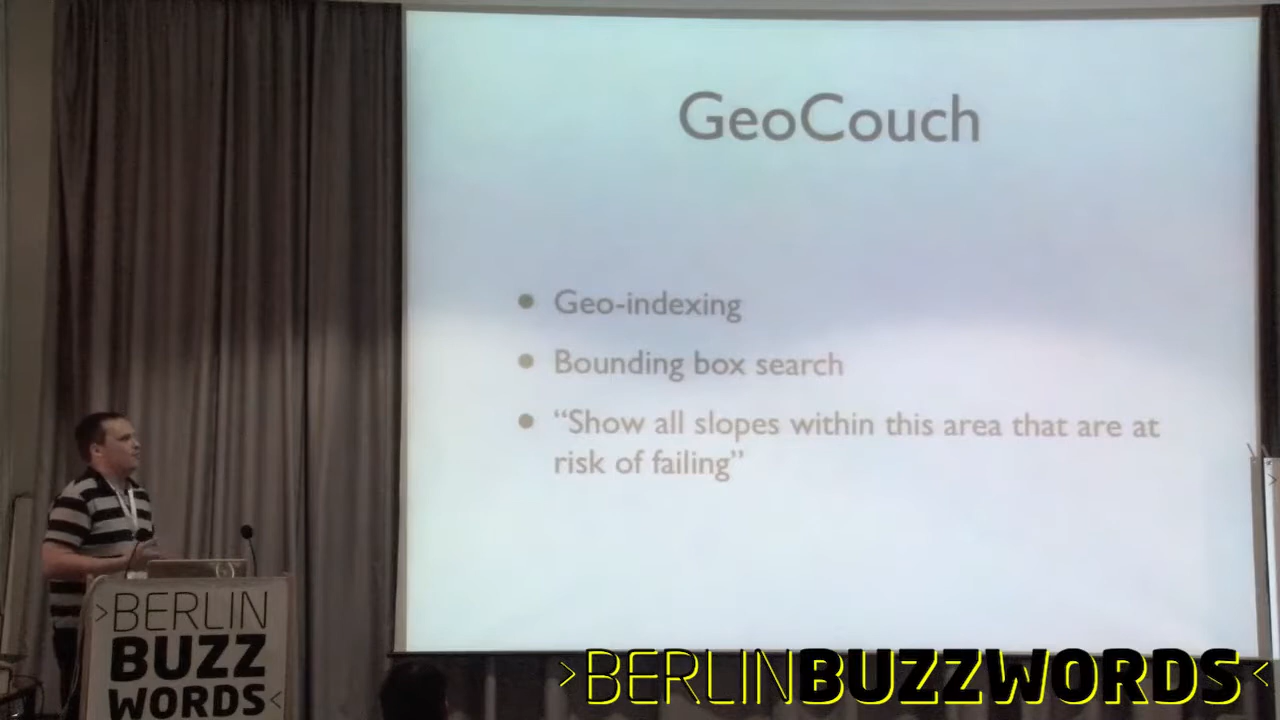 GeoCouch
• Geo-indexing
• Bounding box search
• “Show all slopes within this area that are at
risk of failing”
>BERLIN
BUZZ
WORDS<
>BERLINBUZZWORDS<